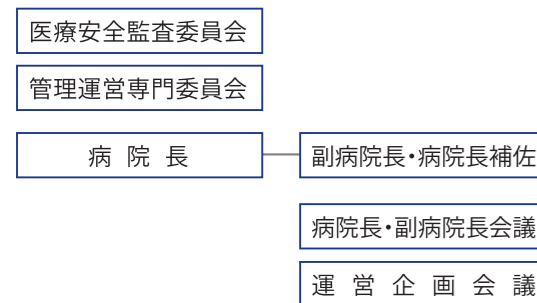 医療安全監査委員会
管理運営専門委員会
病院長
副病院長・病院長補佐
病院長・副病院長会議
運営企画会議